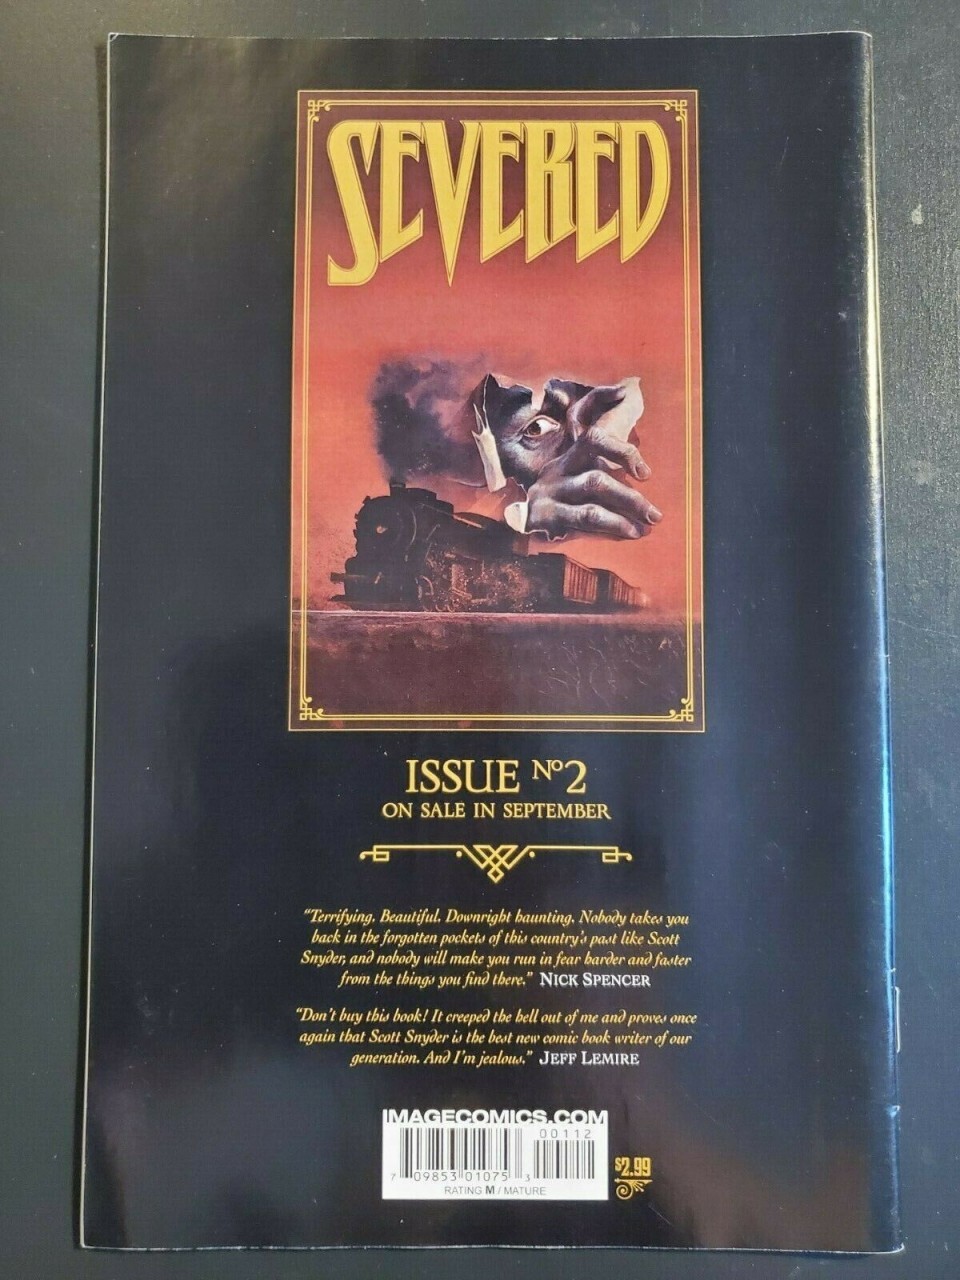 SEVERED
ISSUE Nº2
ON SALE IN SEPTEMBER
“Terrifying. Beautiful. Downright haunting. Nobody takes you
back in the forgotten pockets of this country's past like Scott
Snyder, and nobody will make you run in fear harder and faster
from the things you find there.” NICK SPENCER
“Don't buy this book! It creeped the hell out of me and proves once
again that Scott Snyder is the best new comic book writer of our
generation. And I'm jealous.” JEFF LEMIRE
IMAGECOMICS.COM
00112
7 09853 01075 3
RATING M / MATURE
$2.99